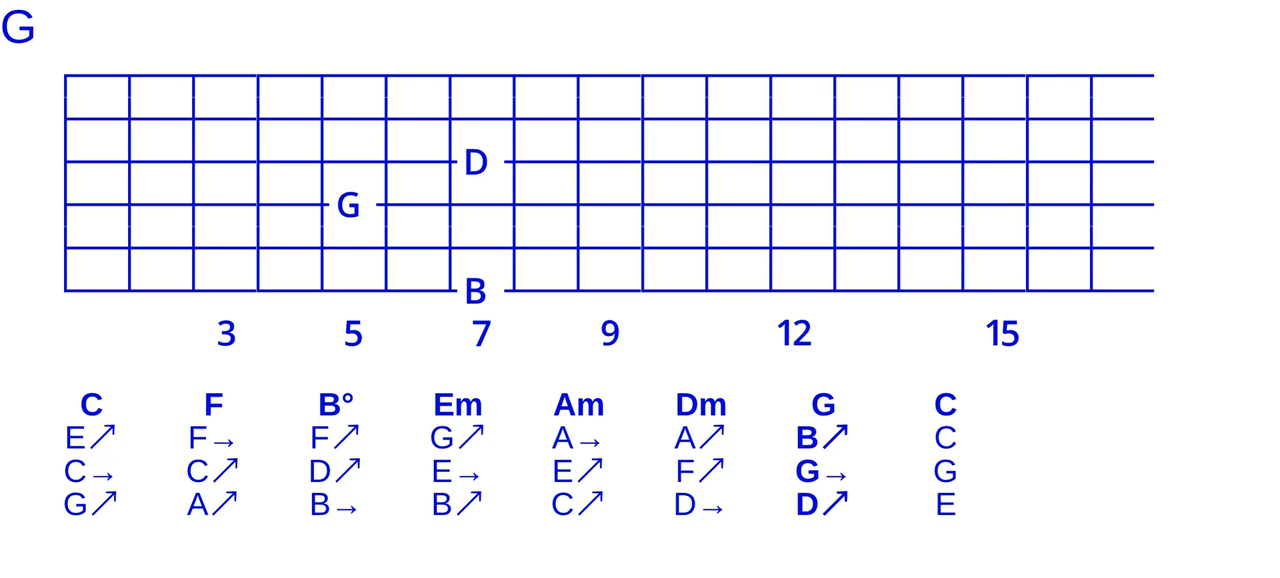 G
D
G
B
3 5 7 9 12 15
C F B° Em Am Dm G C
E↗ F→ F↗ G↗ A→ A↗ B↗ C
C→ C↗ D↗ E→ E↗ F↗ G→ G
G↗ A↗ B→ B↗ C↗ D→ D↗ E